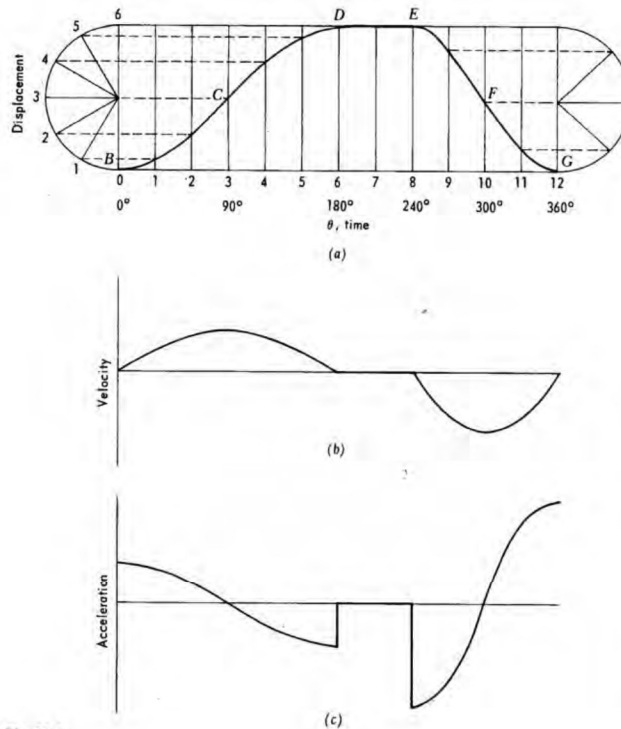 6 D E
5
4
Displacement
3 C F
2
B G
1
0 1 2 3 4 5 6 7 8 9 10 11 12
0° 90° 180° 240° 300° 360°
θ, time
(a)
Velocity
(b)
Acceleration
(c)